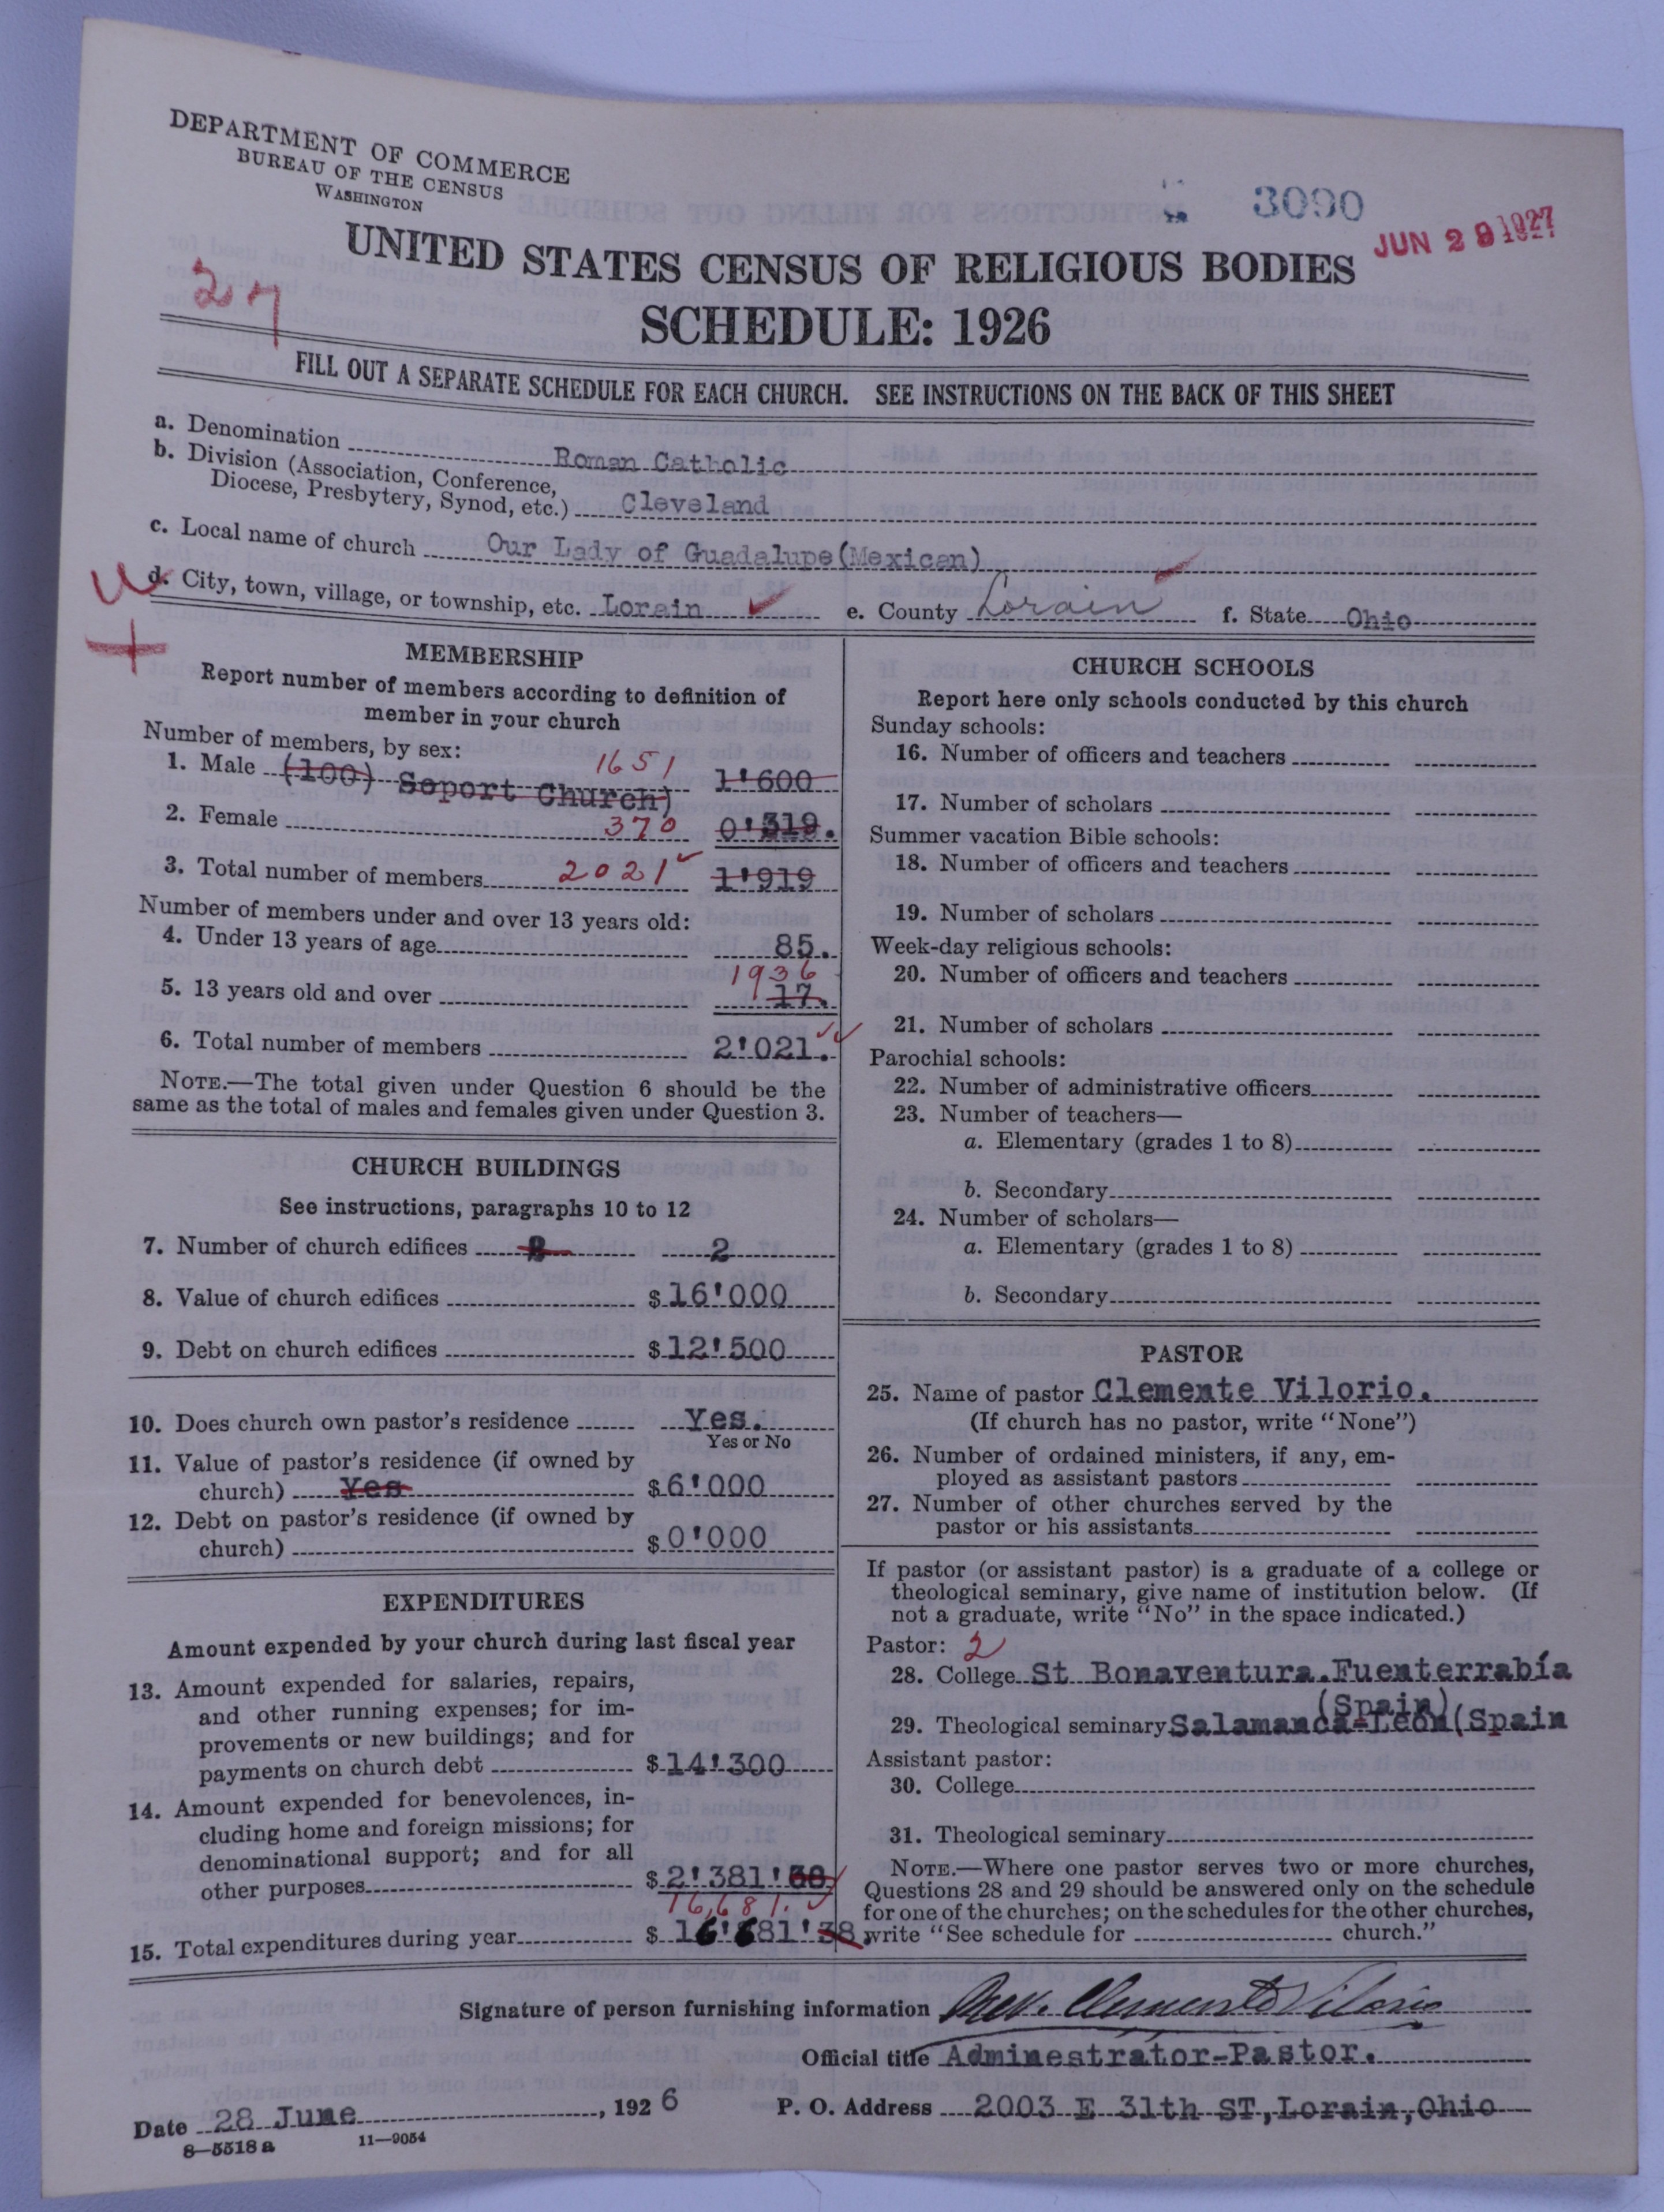 DEPARTMENT OF COMMERCE
BUREAU OF THE CENSUS
WASHINGTON
3090
JUN 29 1927
UNITED STATES CENSUS OF RELIGIOUS BODIES
27
SCHEDULE: 1926
FILL OUT A SEPARATE SCHEDULE FOR EACH CHURCH. SEE INSTRUCTIONS ON THE BACK OF THIS SHEET
a. Denomination Roman Catholic
b. Division (Association, Conference,
Diocese, Presbytery, Synod, etc.) Cleveland
c. Local name of church Our Lady of Guadalupe(Mexican)
d. City, town, village, or township, etc. Lorain ✓ e. County Lorain f. State Ohio
MEMBERSHIP
Report number of members according to definition of
member in your church
Number of members, by sex:
1. Male (100) Soport Church) 1651 1'600
2. Female 370 0'319.
3. Total number of members 2021 ✓ 1'919
Number of members under and over 13 years old:
4. Under 13 years of age 85.
1936
5. 13 years old and over 17.
6. Total number of members 2'021. ✓✓
NOTE.—The total given under Question 6 should be the
same as the total of males and females given under Question 3.
CHURCH BUILDINGS
See instructions, paragraphs 10 to 12
7. Number of church edifices 2
8. Value of church edifices $16'000
9. Debt on church edifices $12'500
10. Does church own pastor's residence Yes.
Yes or No
11. Value of pastor's residence (if owned by
church) Yes $6'000
12. Debt on pastor's residence (if owned by
church) $0'000
EXPENDITURES
Amount expended by your church during last fiscal year
13. Amount expended for salaries, repairs,
and other running expenses; for im-
provements or new buildings; and for
payments on church debt $14'300
14. Amount expended for benevolences, in-
cluding home and foreign missions; for
denominational support; and for all
other purposes $2'381'
16,681. ✓
15. Total expenditures during year $16'681'38.
CHURCH SCHOOLS
Report here only schools conducted by this church
Sunday schools:
16. Number of officers and teachers
17. Number of scholars
Summer vacation Bible schools:
18. Number of officers and teachers
19. Number of scholars
Week-day religious schools:
20. Number of officers and teachers
21. Number of scholars
Parochial schools:
22. Number of administrative officers
23. Number of teachers—
a. Elementary (grades 1 to 8)
b. Secondary
24. Number of scholars—
a. Elementary (grades 1 to 8)
b. Secondary
PASTOR
25. Name of pastor Clemente Vilorio.
(If church has no pastor, write "None")
26. Number of ordained ministers, if any, em-
ployed as assistant pastors
27. Number of other churches served by the
pastor or his assistants
If pastor (or assistant pastor) is a graduate of a college or
theological seminary, give name of institution below. (If
not a graduate, write "No" in the space indicated.)
Pastor: 2
28. College St Bonaventura.Fuenterrabía
(Spain)
29. Theological seminary Salamanca-León(Spain
Assistant pastor:
30. College
31. Theological seminary
NOTE.—Where one pastor serves two or more churches,
Questions 28 and 29 should be answered only on the schedule
for one of the churches; on the schedules for the other churches,
write "See schedule for church."
Signature of person furnishing information Rev. Clemente Vilorio
Official title Adminestrator-Pastor.
Date 28 June, 1926 P. O. Address 2003 E 31th ST,Lorain,Ohio
8—5518a 11—9054